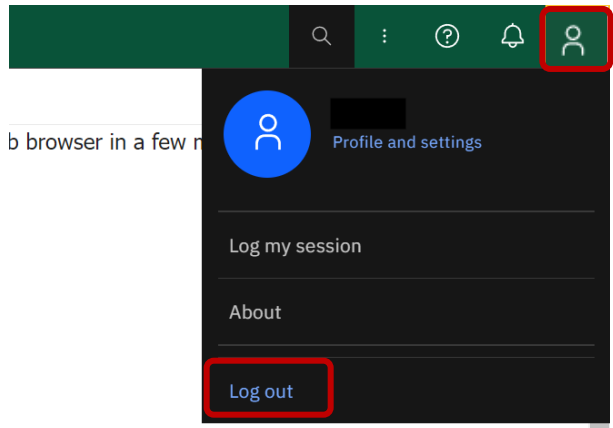 b browser in a few
Profile and settings
Log my session
About
Log out